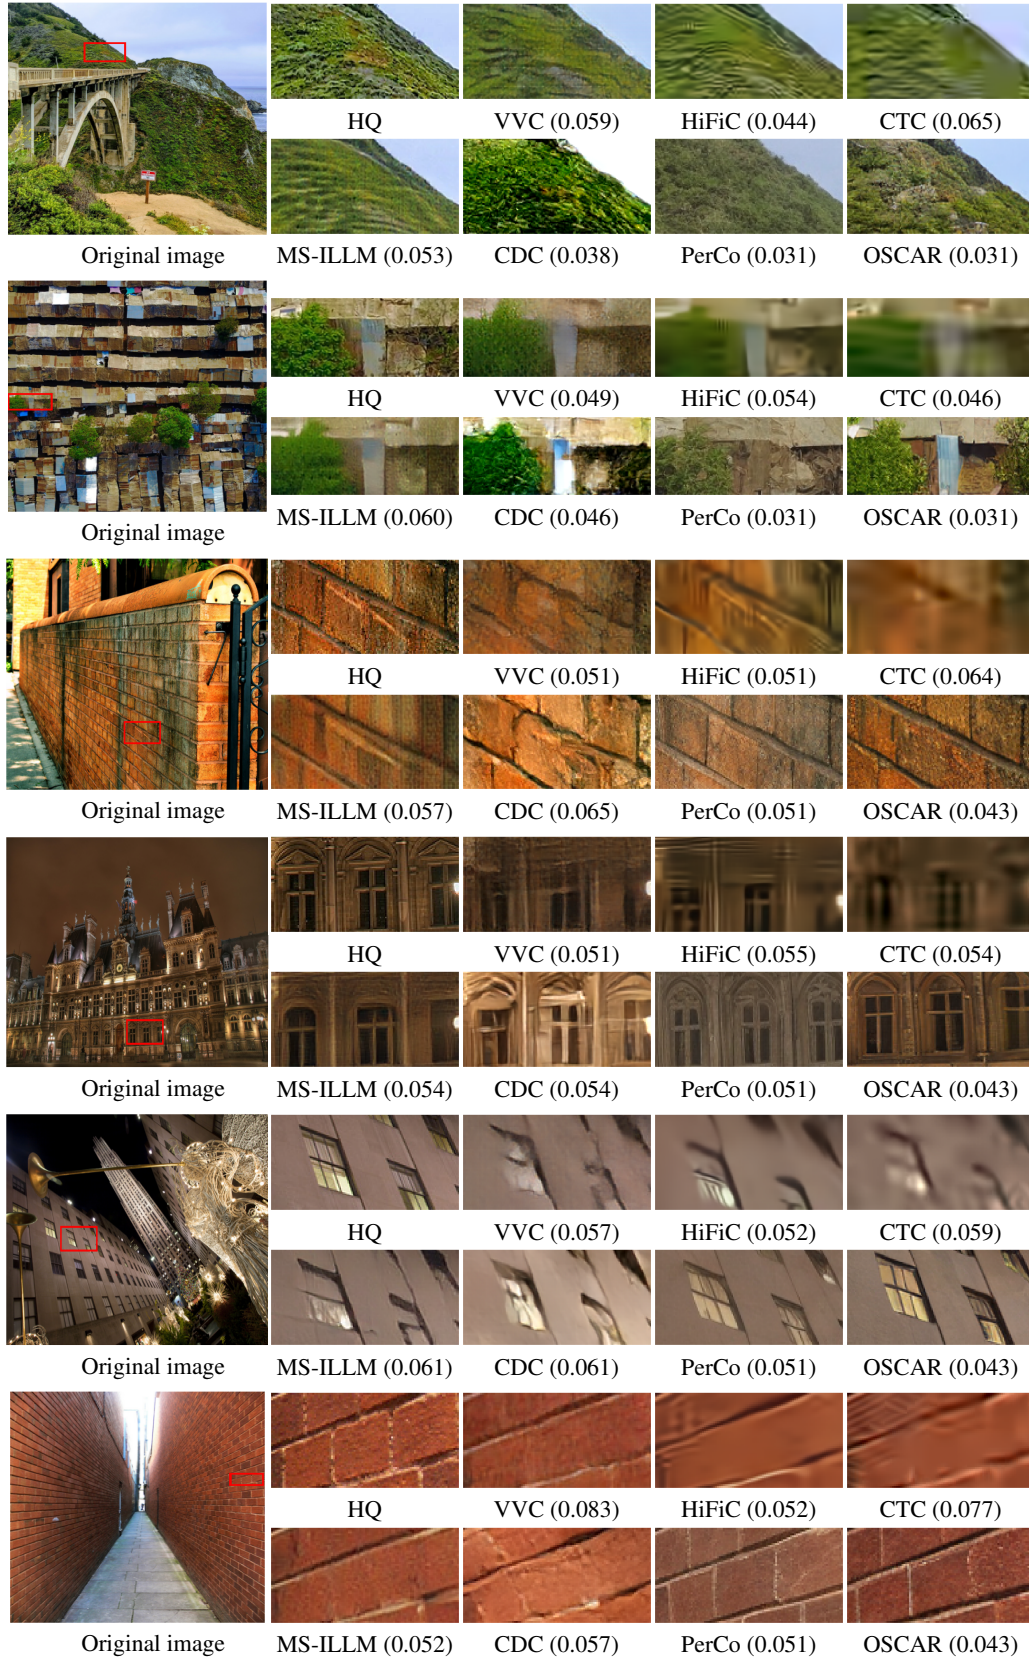 HQ VVC (0.059) HiFiC (0.044) CTC (0.065)
Original image MS-ILLM (0.053) CDC (0.038) PerCo (0.031) OSCAR (0.031)
HQ VVC (0.049) HiFiC (0.054) CTC (0.046)
MS-ILLM (0.060) CDC (0.046) PerCo (0.031) OSCAR (0.031)
Original image
HQ VVC (0.051) HiFiC (0.051) CTC (0.064)
Original image MS-ILLM (0.057) CDC (0.065) PerCo (0.051) OSCAR (0.043)
HQ VVC (0.051) HiFiC (0.055) CTC (0.054)
Original image MS-ILLM (0.054) CDC (0.054) PerCo (0.051) OSCAR (0.043)
HQ VVC (0.057) HiFiC (0.052) CTC (0.059)
Original image MS-ILLM (0.061) CDC (0.061) PerCo (0.051) OSCAR (0.043)
HQ VVC (0.083) HiFiC (0.052) CTC (0.077)
Original image MS-ILLM (0.052) CDC (0.057) PerCo (0.051) OSCAR (0.043)